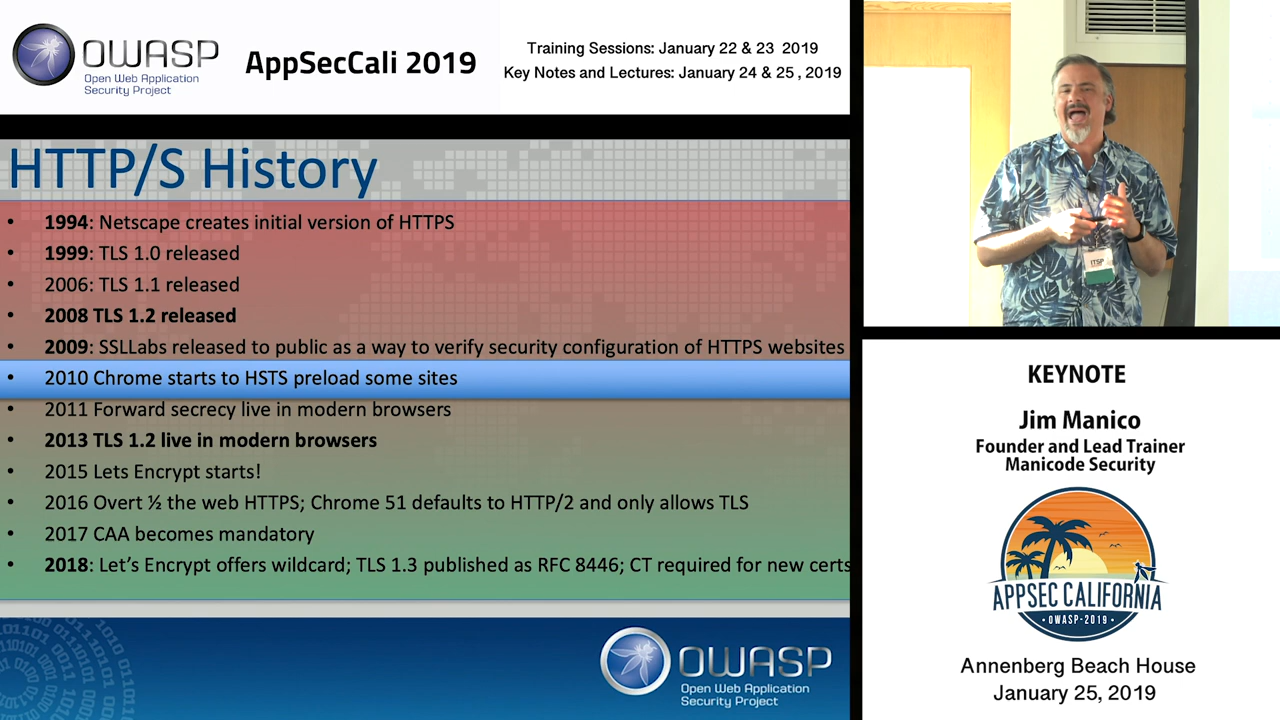 OWASP
Open Web Application
Security Project
AppSecCali 2019
Training Sessions: January 22 & 23 2019
Key Notes and Lectures: January 24 & 25 , 2019
HTTP/S History
• 1994: Netscape creates initial version of HTTPS
• 1999: TLS 1.0 released
• 2006: TLS 1.1 released
• 2008 TLS 1.2 released
• 2009: SSLLabs released to public as a way to verify security configuration of HTTPS websites
• 2010 Chrome starts to HSTS preload some sites
• 2011 Forward secrecy live in modern browsers
• 2013 TLS 1.2 live in modern browsers
• 2015 Lets Encrypt starts!
• 2016 Overt ½ the web HTTPS; Chrome 51 defaults to HTTP/2 and only allows TLS
• 2017 CAA becomes mandatory
• 2018: Let’s Encrypt offers wildcard; TLS 1.3 published as RFC 8446; CT required for new certs
OWASP
Open Web Application
Security Project
ITSP
KEYNOTE
Jim Manico
Founder and Lead Trainer
Manicode Security
APPSEC CALIFORNIA
• OWASP-2019 •
Annenberg Beach House
January 25, 2019